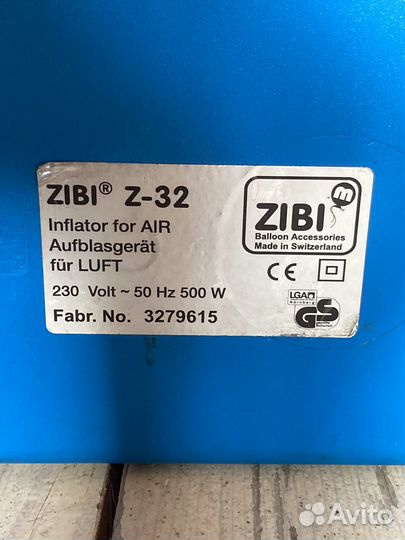 ZIBI® Z-32
Inflator for AIR
Aufblasgerät
für LUFT
230 Volt ~ 50 Hz 500 W
Fabr. No. 3279615
ZIBI
Balloon Accessories
Made in Switzerland
CE
LGA
Nürnberg
GS
Avito